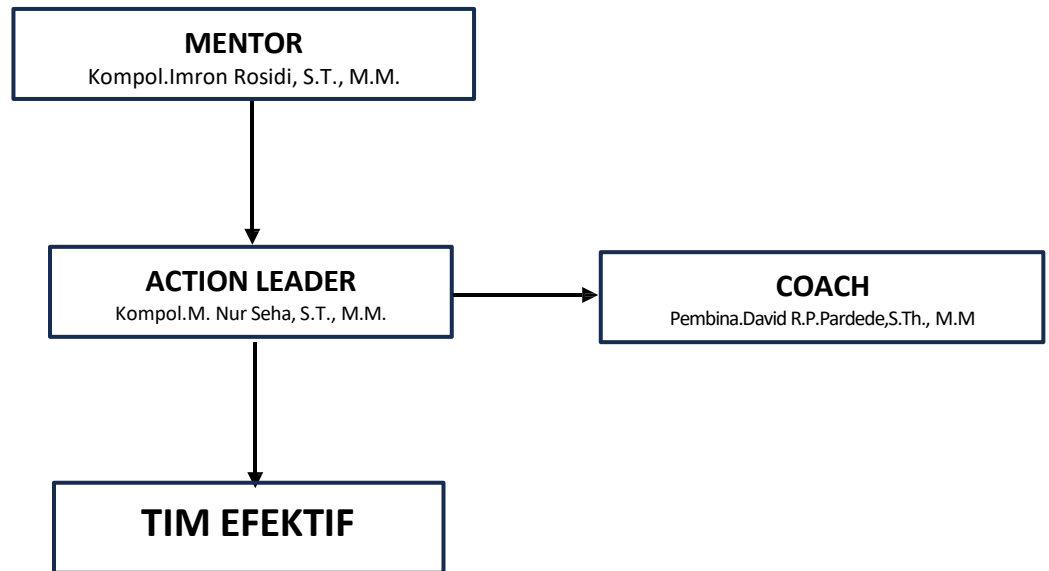 MENTOR
Kompol.Imron Rosidi, S.T., M.M.
ACTION LEADER
Kompol.M. Nur Seha, S.T., M.M.
COACH
Pembina.David R.P.Pardede,S.Th., M.M
TIM EFEKTIF